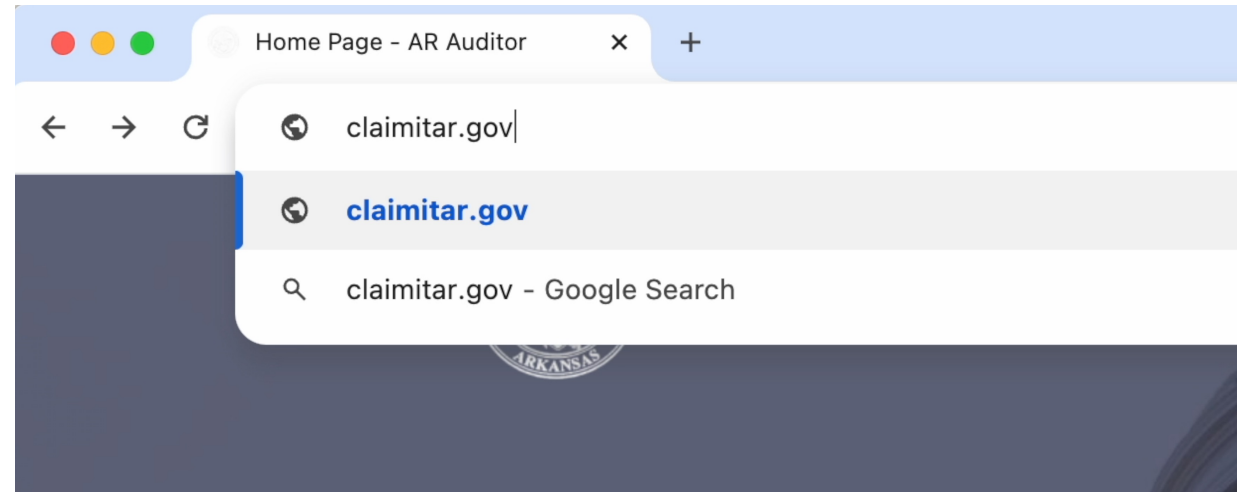 Home Page - AR Auditor
claimitar.gov
claimitar.gov
claimitar.gov - Google Search
ARKANSAS